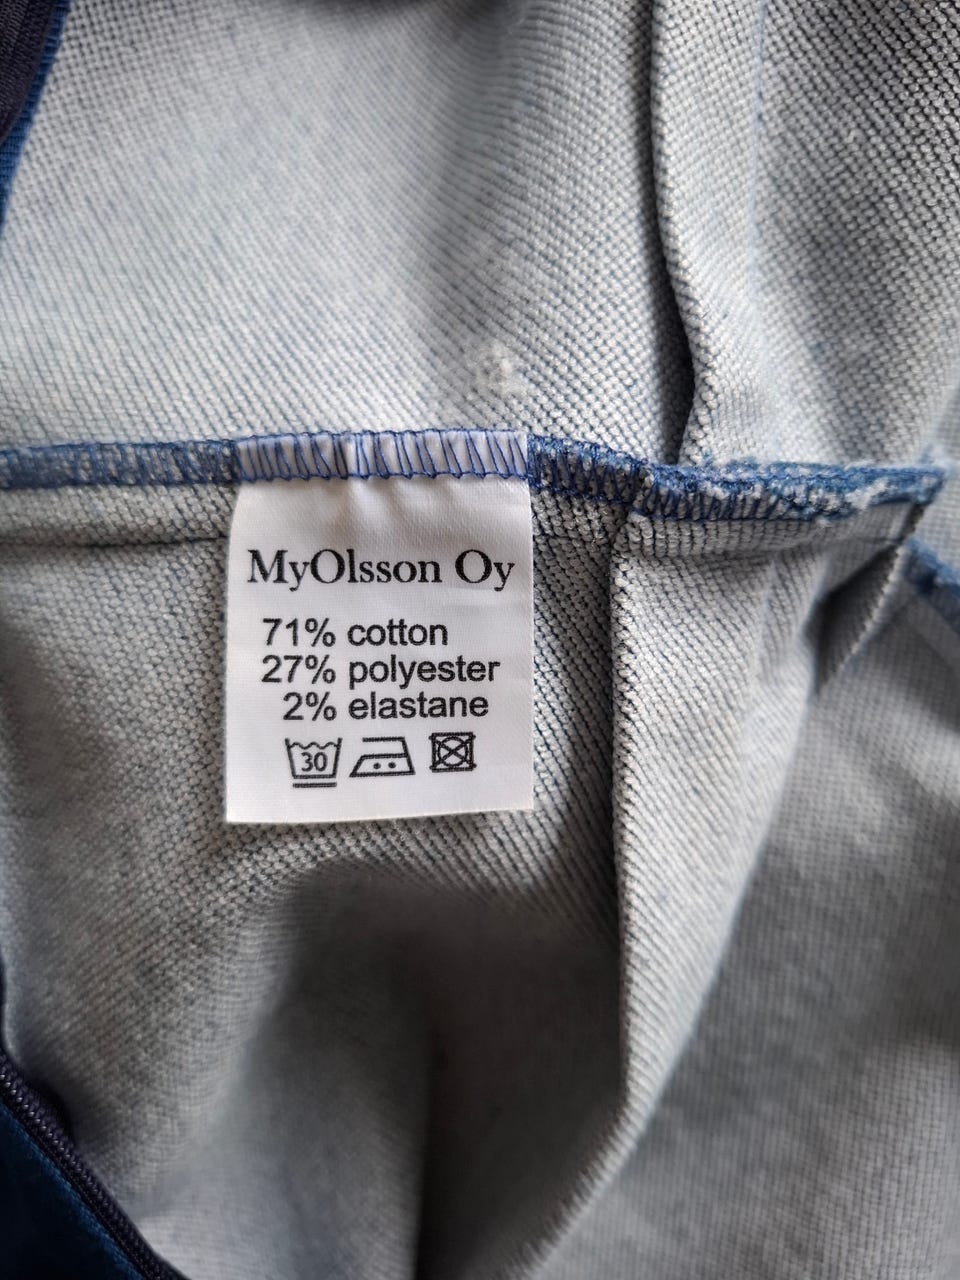 MyOlsson Oy
71% cotton
27% polyester
2% elastane
30